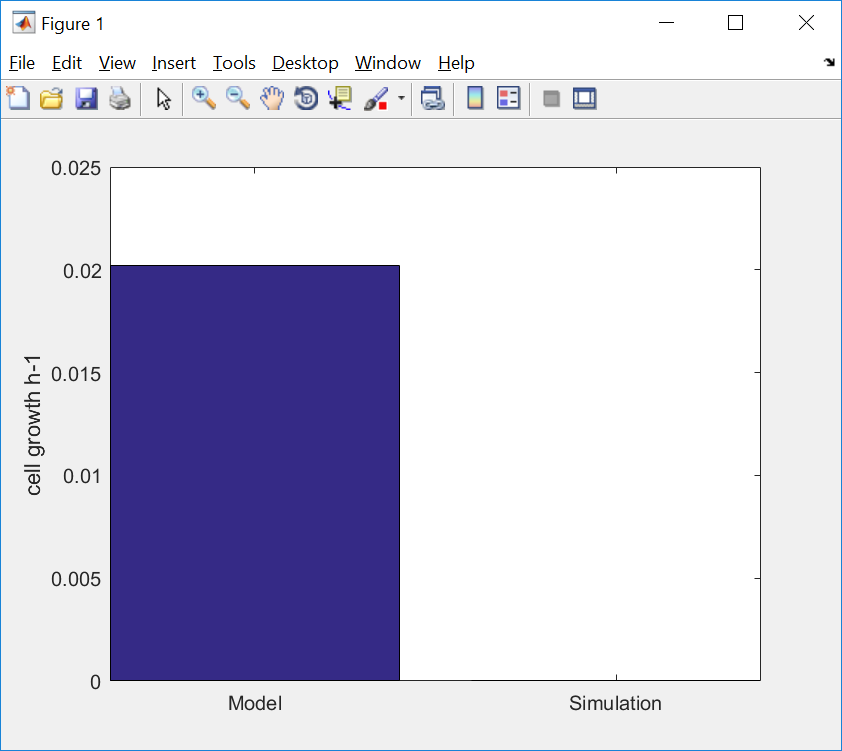 Figure 1
File Edit View Insert Tools Desktop Window Help
0.025
0.02
0.015
0.01
0.005
0
cell growth h-1
Model Simulation